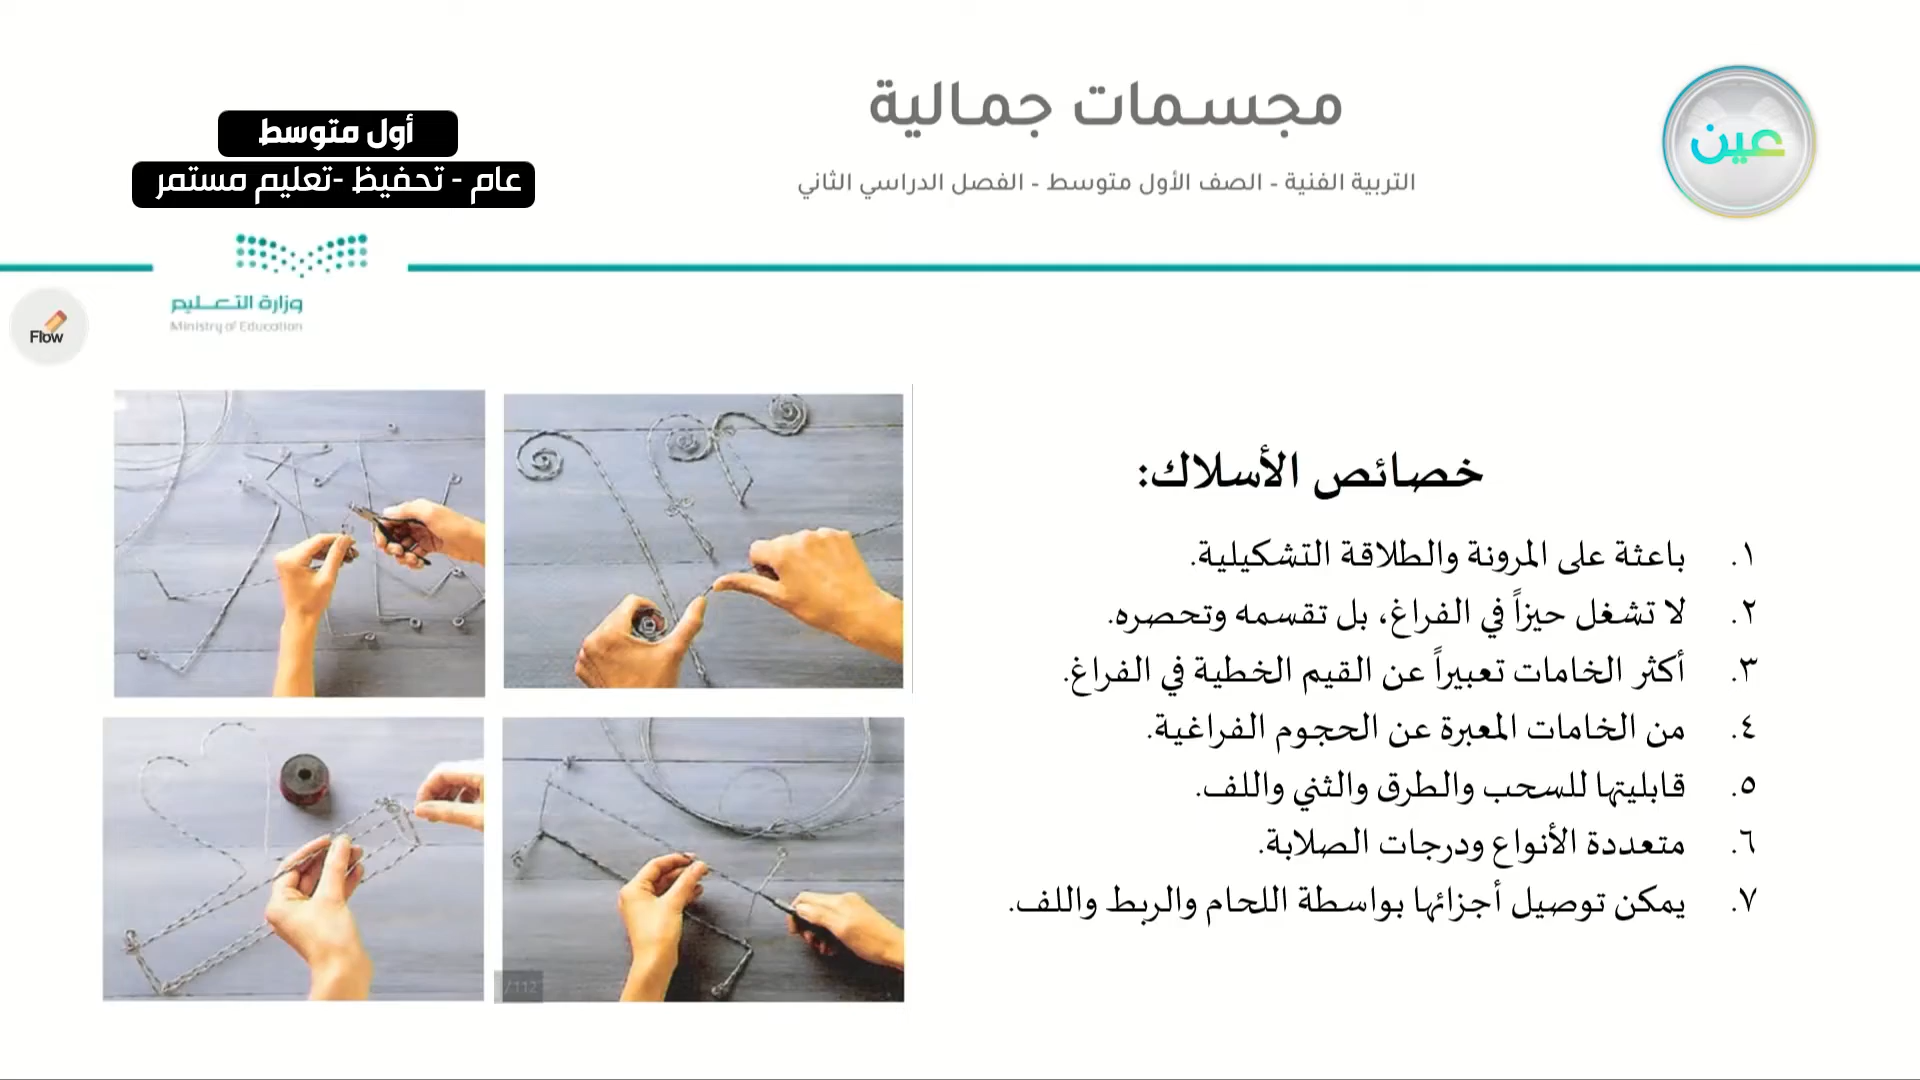 مجسمات جمالية
التربية الفنية - الصف الأول متوسط - الفصل الدراسي الثاني
عين
أول متوسط
عام - تحفيظ -تعليم مستمر
وزارة التعليم
Ministry of Education
Flow
خصائص الأسلاك:
١. باعثة على المرونة والطلاقة التشكيلية.
٢. لا تشغل حيزاً في الفراغ، بل تقسمه وتحصره.
٣. أكثر الخامات تعبيراً عن القيم الخطية في الفراغ.
٤. من الخامات المعبرة عن الحجوم الفراغية.
٥. قابليتها للسحب والطرق والثني واللف.
٦. متعددة الأنواع ودرجات الصلابة.
٧. يمكن توصيل أجزائها بواسطة اللحام والربط واللف.
/112